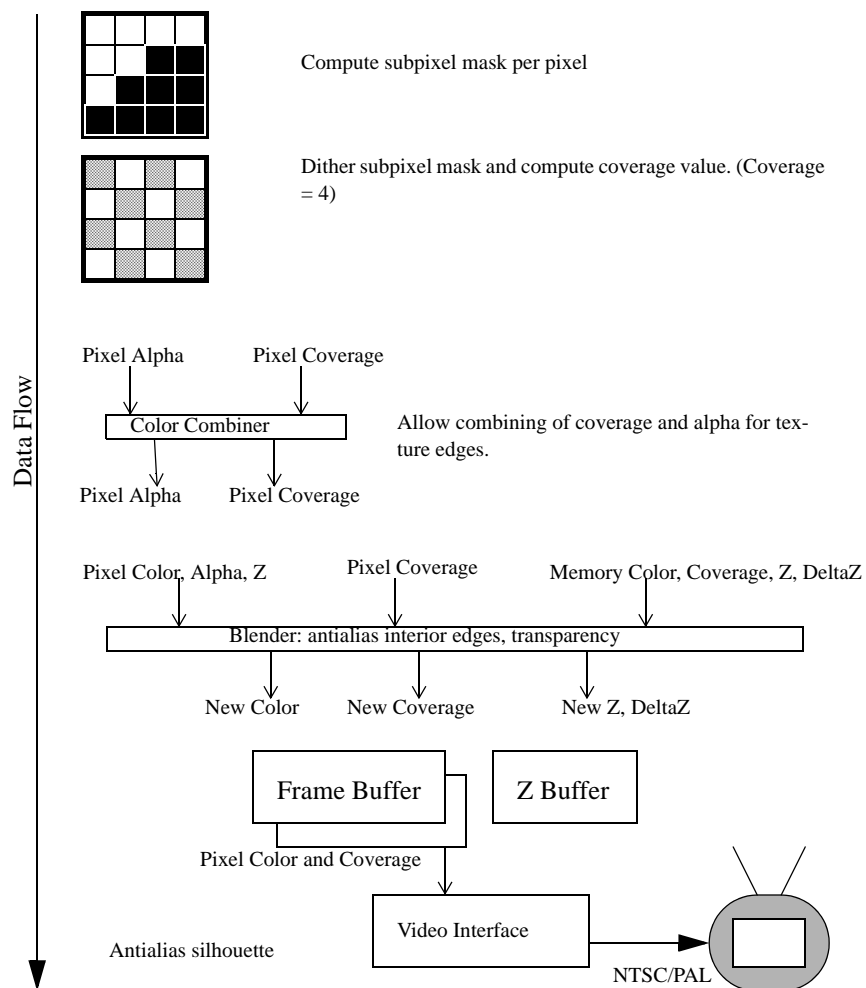 Compute subpixel mask per pixel
Dither subpixel mask and compute coverage value. (Coverage
= 4)
Data Flow
Pixel Alpha
Pixel Coverage
Color Combiner
Allow combining of coverage and alpha for tex-
ture edges.
Pixel Alpha
Pixel Coverage
Pixel Color, Alpha, Z
Pixel Coverage
Memory Color, Coverage, Z, DeltaZ
Blender: antialias interior edges, transparency
New Color
New Coverage
New Z, DeltaZ
Frame Buffer
Z Buffer
Pixel Color and Coverage
Video Interface
Antialias silhouette
NTSC/PAL